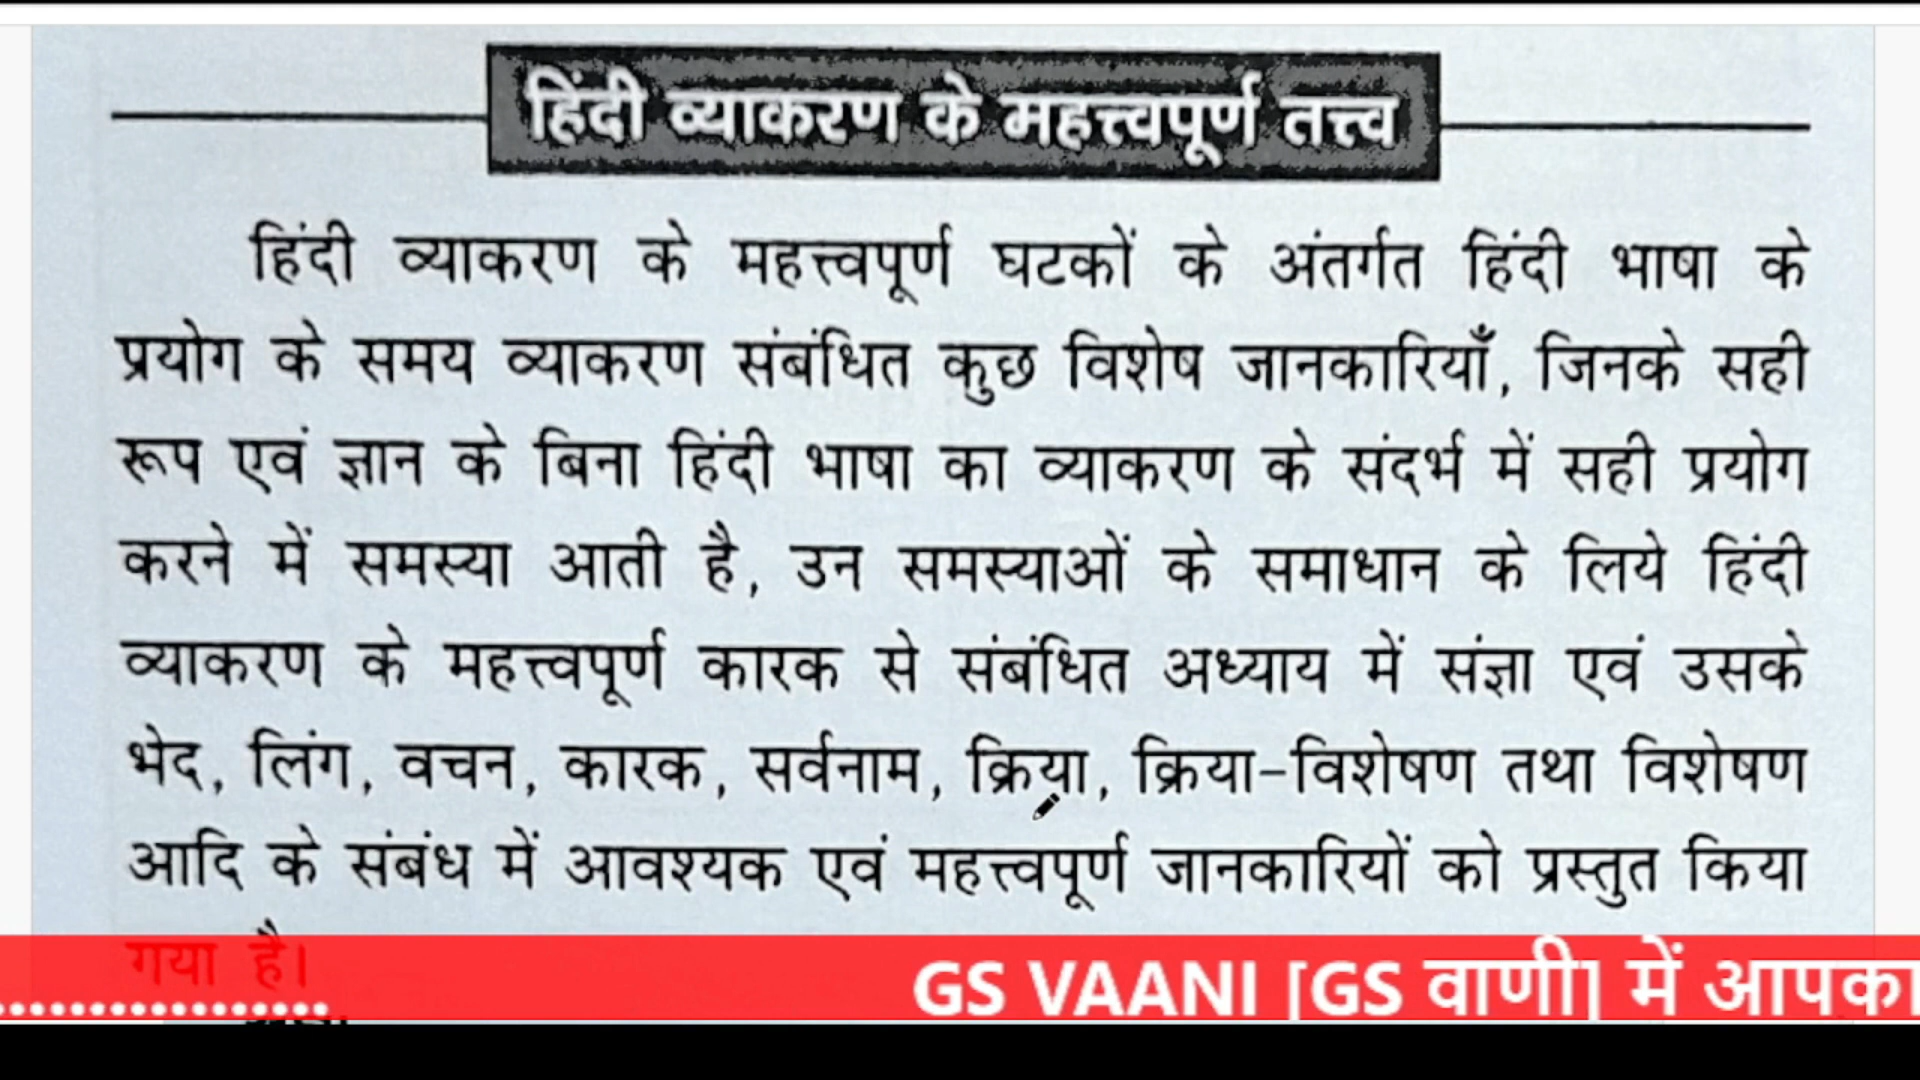 हिंदी व्याकरण के महत्त्वपूर्ण तत्त्व
हिंदी व्याकरण के महत्त्वपूर्ण घटकों के अंतर्गत हिंदी भाषा के
प्रयोग के समय व्याकरण संबंधित कुछ विशेष जानकारियाँ, जिनके सही
रूप एवं ज्ञान के बिना हिंदी भाषा का व्याकरण के संदर्भ में सही प्रयोग
करने में समस्या आती है, उन समस्याओं के समाधान के लिये हिंदी
व्याकरण के महत्त्वपूर्ण कारक से संबंधित अध्याय में संज्ञा एवं उसके
भेद, लिंग, वचन, कारक, सर्वनाम, क्रिया, क्रिया-विशेषण तथा विशेषण
आदि के संबंध में आवश्यक एवं महत्त्वपूर्ण जानकारियों को प्रस्तुत किया
गया है।
GS VAANI [GS वाणी] में आपका